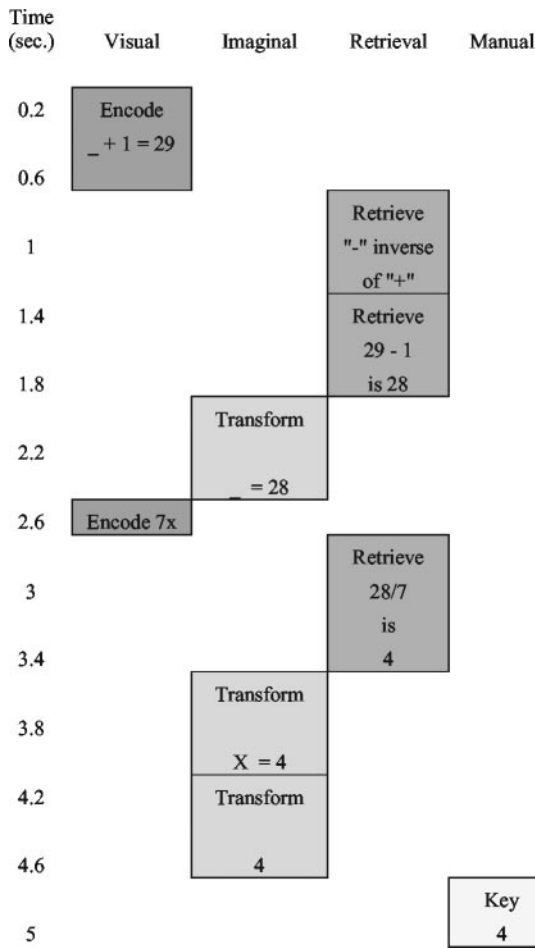 Time
(sec.) Visual Imaginal Retrieval Manual
0.2 Encode
_ + 1 = 29
0.6
Retrieve
1 "-" inverse
of "+"
1.4 Retrieve
29 - 1
1.8 is 28
Transform
2.2
_ = 28
2.6 Encode 7x
Retrieve
3 28/7
is
3.4 4
Transform
3.8
X = 4
4.2 Transform
4.6 4
Key
5 4